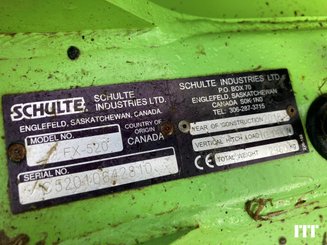 SCHULTE
SCHULTE
INDUSTRIES LTD.
ENGLEFELD, SASKATCHEWAN, CANADA
MODEL NO.
COUNTRY OF
ORIGIN
CANADA
FX-520
SERIAL NO.
SCHULTE INDUSTRIES LTD.
P.O. BOX 70
ENGLEFELD, SASKATCHEWAN
CANADA S0K 1N0
TEL. 306-287-3715
YEAR OF CONSTRUCTION
VERTICAL HITCH LOAD
CE
TOTAL WEIGHT
ITT